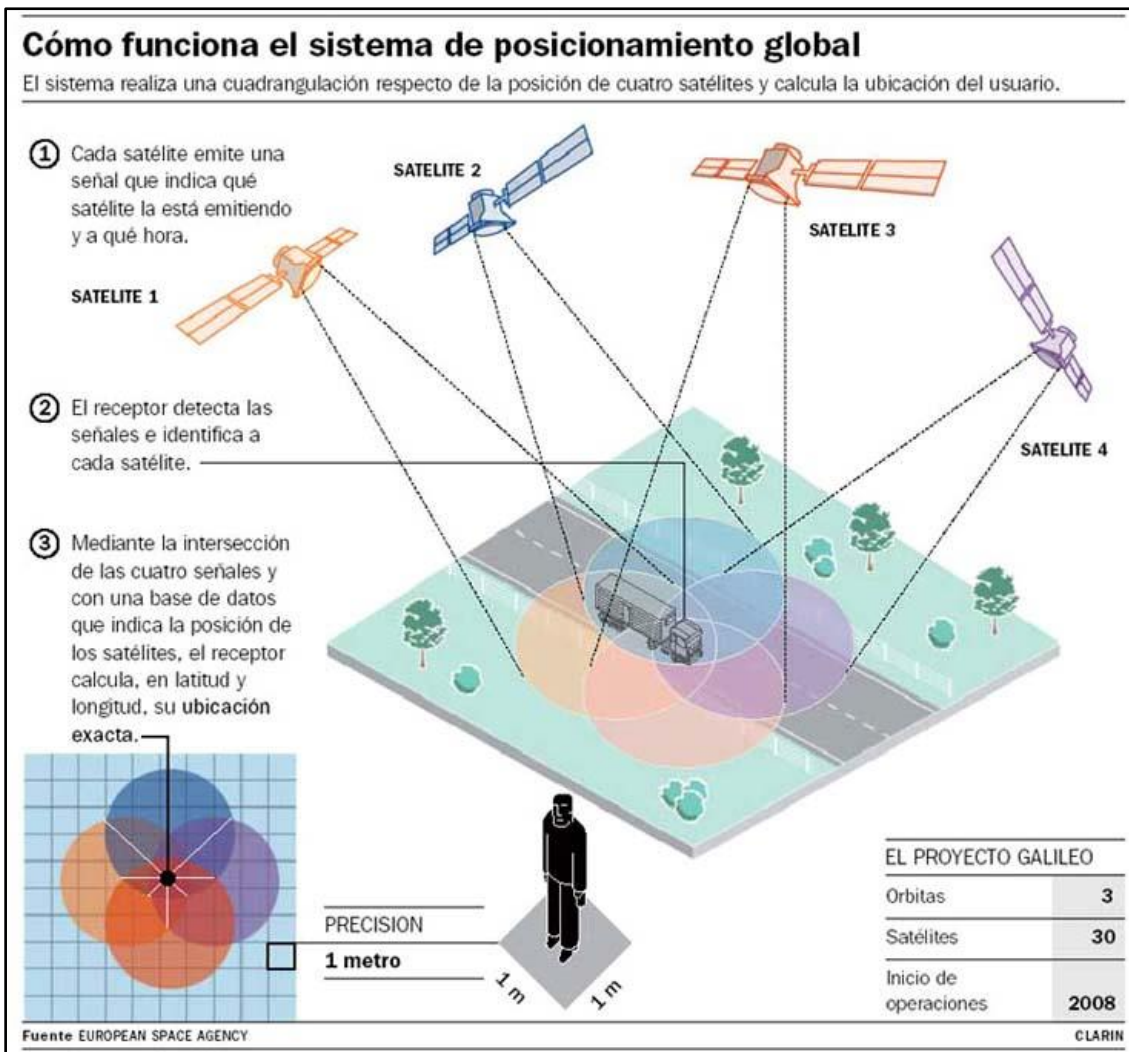 Cómo funciona el sistema de posicionamiento global
El sistema realiza una cuadrangulación respecto de la posición de cuatro satélites y calcula la ubicación del usuario.
1 Cada satélite emite una
señal que indica qué
satélite la está emitiendo
y a qué hora.
SATELITE 1
SATELITE 2
SATELITE 3
SATELITE 4
2 El receptor detecta las
señales e identifica a
cada satélite.
3 Mediante la intersección
de las cuatro señales y
con una base de datos
que indica la posición de
los satélites, el receptor
calcula, en latitud y
longitud, su ubicación
exacta.
PRECISION
1 metro
1 m
1 m
EL PROYECTO GALILEO
Orbitas 3
Satélites 30
Inicio de
operaciones 2008
Fuente EUROPEAN SPACE AGENCY
CLARIN